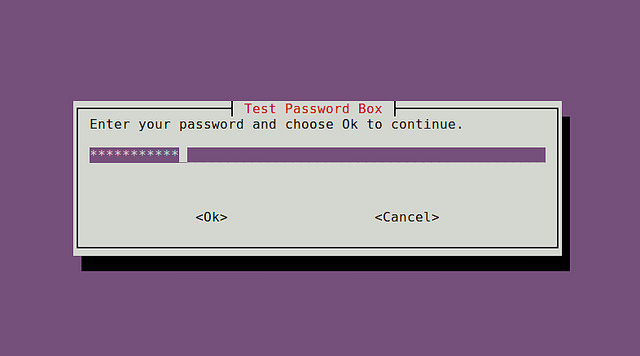 Test Password Box
Enter your password and choose Ok to continue.
***********
<Ok> <Cancel>